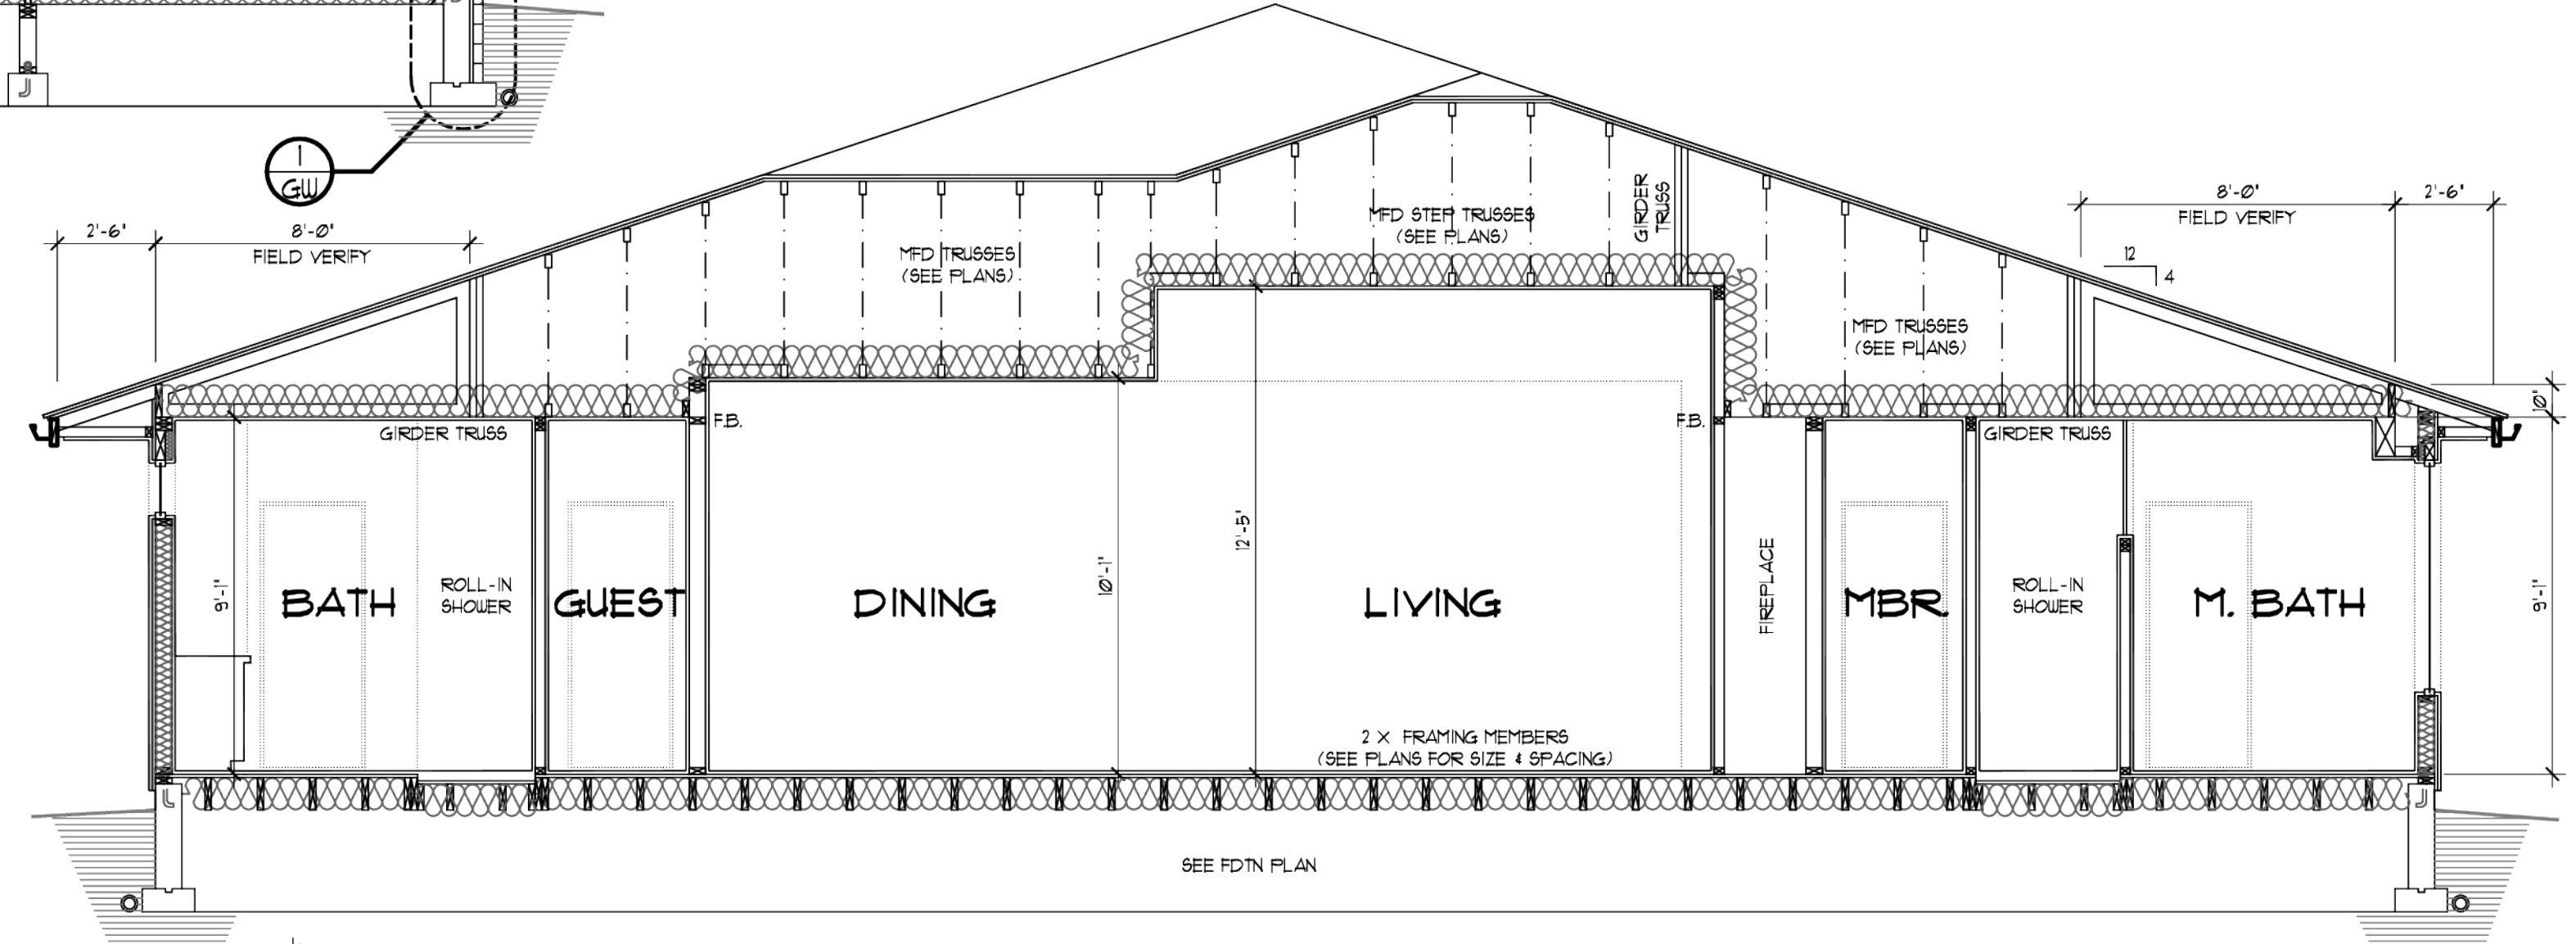 1
GW
2'-6"
8'-0"
FIELD VERIFY
8'-0"
2'-6"
FIELD VERIFY
GIRDER
TRUSS
MFD STEP TRUSSES
(SEE PLANS)
MFD TRUSSES
(SEE PLANS)
12
4
MFD TRUSSES
(SEE PLANS)
10"
F.B.
F.B.
GIRDER TRUSS
GIRDER TRUSS
9'-1"
10'-1"
12'-5"
9'-1"
BATH
ROLL-IN
SHOWER
GUEST
DINING
LIVING
FIREPLACE
MBR.
ROLL-IN
SHOWER
M. BATH
2 X FRAMING MEMBERS
(SEE PLANS FOR SIZE & SPACING)
SEE FDTN PLAN